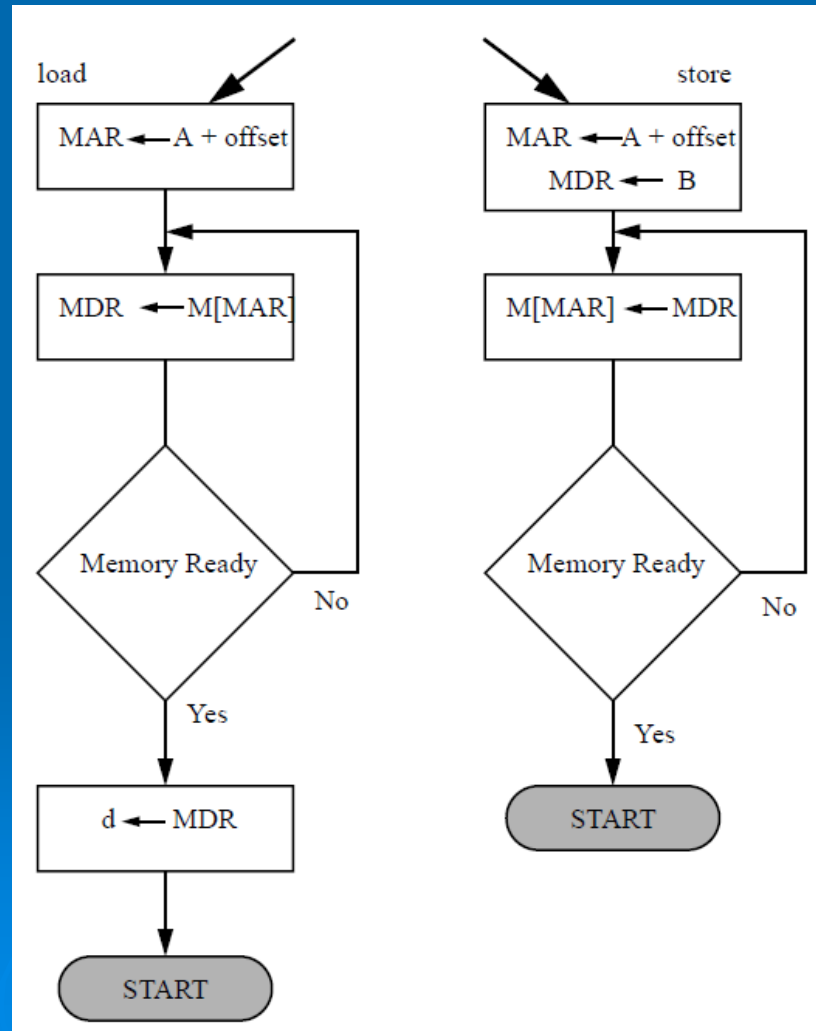 load
MAR ← A + offset
MDR ← M[MAR]
Memory Ready
No
Yes
d ← MDR
START
store
MAR ← A + offset
MDR ← B
M[MAR] ← MDR
Memory Ready
No
Yes
START